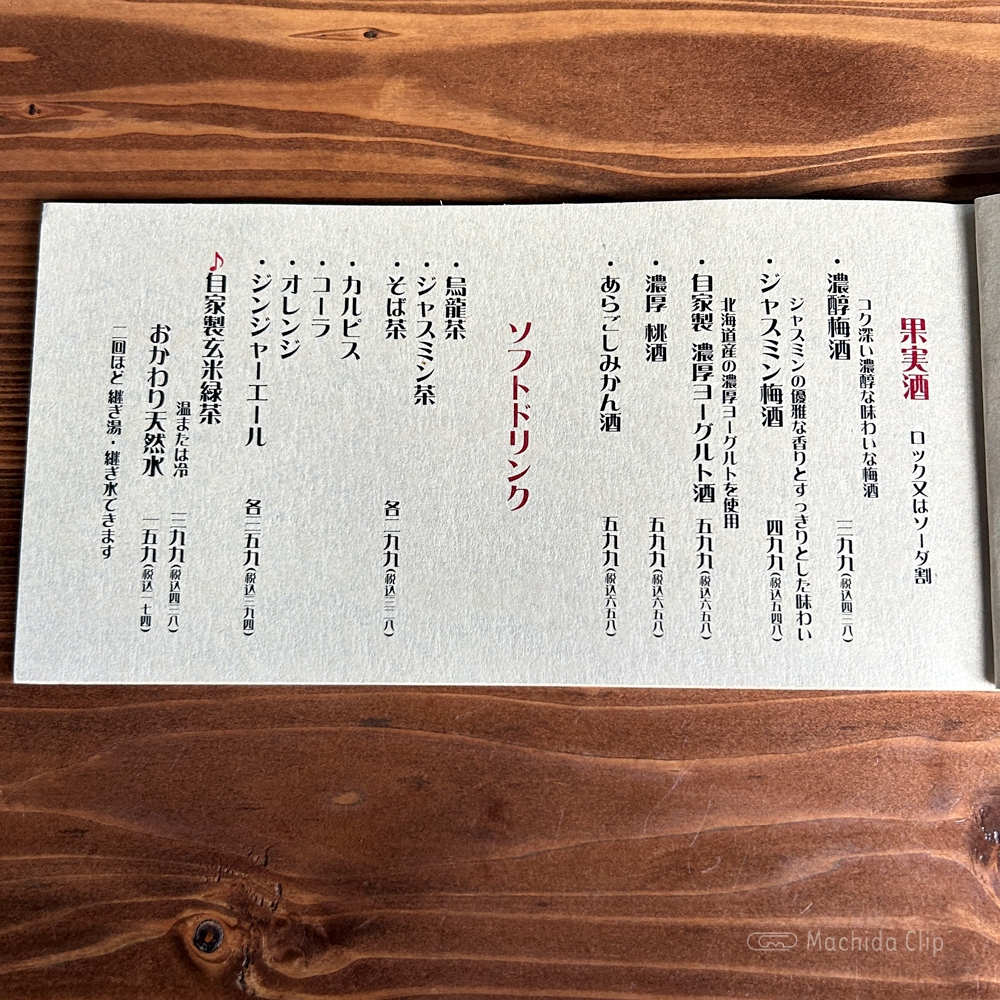 果実酒 ロック又はソーダ割
コク深い濃醇な味わいな梅酒
・濃醇梅酒 三九九(税込四三八)
ジャスミンの優雅な香りとすっきりとした味わい
・ジャスミン梅酒 四九九(税込五四八)
北海道産の濃厚ヨーグルトを使用
・自家製 濃厚ヨーグルト酒 五九九(税込六五八)
・濃厚 桃酒 五九九(税込六五八)
・あらごしみかん酒 五九九(税込六五八)
ソフトドリンク
・烏龍茶
・ジャスミン茶
・そば茶 各二九九(税込三二八)
・カルピス
・コーラ
・オレンジ
・ジンジャーエール 各三五九(税込三九四)
♪自家製玄米緑茶
温または冷 三九九(税込四三八)
おかわり天然水 一五九(税込一七四)
二回ほど 継ぎ湯・継ぎ水できます
Machida Clip